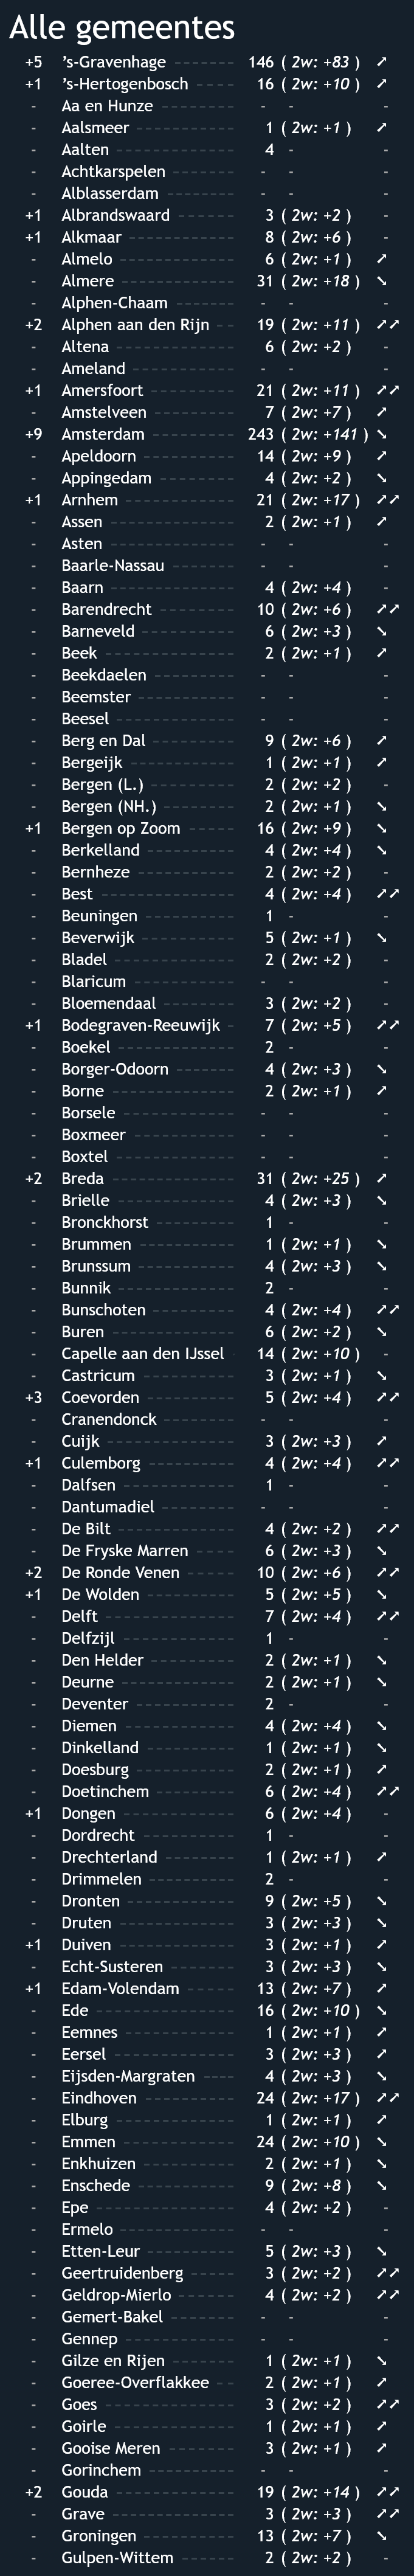 Alle gemeentes
+5 ’s-Gravenhage 146 ( 2w: +83 ) ↗
+1 ’s-Hertogenbosch 16 ( 2w: +10 ) ↗
- Aa en Hunze - - -
- Aalsmeer 1 ( 2w: +1 ) ↗
- Aalten 4 - -
- Achtkarspelen - - -
- Alblasserdam - - -
+1 Albrandswaard 3 ( 2w: +2 ) -
+1 Alkmaar 8 ( 2w: +6 ) -
- Almelo 6 ( 2w: +1 ) ↗
- Almere 31 ( 2w: +18 ) ↘
- Alphen-Chaam - - -
+2 Alphen aan den Rijn 19 ( 2w: +11 ) ↗↗
- Altena 6 ( 2w: +2 ) -
- Ameland - - -
+1 Amersfoort 21 ( 2w: +11 ) ↗↗
- Amstelveen 7 ( 2w: +7 ) ↗
+9 Amsterdam 243 ( 2w: +141 ) ↘
- Apeldoorn 14 ( 2w: +9 ) ↗
- Appingedam 4 ( 2w: +2 ) ↘
+1 Arnhem 21 ( 2w: +17 ) ↗↗
- Assen 2 ( 2w: +1 ) ↗
- Asten - - -
- Baarle-Nassau - - -
- Baarn 4 ( 2w: +4 ) -
- Barendrecht 10 ( 2w: +6 ) ↗↗
- Barneveld 6 ( 2w: +3 ) ↘
- Beek 2 ( 2w: +1 ) ↗
- Beekdaelen - - -
- Beemster - - -
- Beesel - - -
- Berg en Dal 9 ( 2w: +6 ) ↗
- Bergeijk 1 ( 2w: +1 ) ↗
- Bergen (L.) 2 ( 2w: +2 ) -
- Bergen (NH.) 2 ( 2w: +1 ) ↘
+1 Bergen op Zoom 16 ( 2w: +9 ) ↘
- Berkelland 4 ( 2w: +4 ) ↘
- Bernheze 2 ( 2w: +2 ) -
- Best 4 ( 2w: +4 ) ↗↗
- Beuningen 1 - -
- Beverwijk 5 ( 2w: +1 ) ↘
- Bladel 2 ( 2w: +2 ) -
- Blaricum - - -
- Bloemendaal 3 ( 2w: +2 ) -
+1 Bodegraven-Reeuwijk 7 ( 2w: +5 ) ↗↗
- Boekel 2 - -
- Borger-Odoorn 4 ( 2w: +3 ) ↘
- Borne 2 ( 2w: +1 ) ↗
- Borsele - - -
- Boxmeer - - -
- Boxtel - - -
+2 Breda 31 ( 2w: +25 ) ↗
- Brielle 4 ( 2w: +3 ) ↘
- Bronckhorst 1 - -
- Brummen 1 ( 2w: +1 ) ↘
- Brunssum 4 ( 2w: +3 ) ↘
- Bunnik 2 - -
- Bunschoten 4 ( 2w: +4 ) ↗↗
- Buren 6 ( 2w: +2 ) ↘
- Capelle aan den IJssel 14 ( 2w: +10 ) -
- Castricum 3 ( 2w: +1 ) ↘
+3 Coevorden 5 ( 2w: +4 ) ↗↗
- Cranendonck - - -
- Cuijk 3 ( 2w: +3 ) ↗
+1 Culemborg 4 ( 2w: +4 ) ↗↗
- Dalfsen 1 - -
- Dantumadiel - - -
- De Bilt 4 ( 2w: +2 ) ↗↗
- De Fryske Marren 6 ( 2w: +3 ) ↘
+2 De Ronde Venen 10 ( 2w: +6 ) ↗↗
+1 De Wolden 5 ( 2w: +5 ) ↘
- Delft 7 ( 2w: +4 ) ↗↗
- Delfzijl 1 - -
- Den Helder 2 ( 2w: +1 ) ↘
- Deurne 2 ( 2w: +1 ) ↘
- Deventer 2 - -
- Diemen 4 ( 2w: +4 ) ↘
- Dinkelland 1 ( 2w: +1 ) ↘
- Doesburg 2 ( 2w: +1 ) ↗
- Doetinchem 6 ( 2w: +4 ) ↗↗
+1 Dongen 6 ( 2w: +4 ) -
- Dordrecht 1 - -
- Drechterland 1 ( 2w: +1 ) ↗
- Drimmelen 2 - -
- Dronten 9 ( 2w: +5 ) ↘
- Druten 3 ( 2w: +3 ) ↘
+1 Duiven 3 ( 2w: +1 ) ↗
- Echt-Susteren 3 ( 2w: +3 ) ↘
+1 Edam-Volendam 13 ( 2w: +7 ) ↗
- Ede 16 ( 2w: +10 ) ↘
- Eemnes 1 ( 2w: +1 ) ↗
- Eersel 3 ( 2w: +3 ) ↗
- Eijsden-Margraten 4 ( 2w: +3 ) ↘
- Eindhoven 24 ( 2w: +17 ) ↗↗
- Elburg 1 ( 2w: +1 ) ↗
- Emmen 24 ( 2w: +10 ) ↘
- Enkhuizen 2 ( 2w: +1 ) ↘
- Enschede 9 ( 2w: +8 ) ↘
- Epe 4 ( 2w: +2 ) -
- Ermelo - - -
- Etten-Leur 5 ( 2w: +3 ) ↘
- Geertruidenberg 3 ( 2w: +2 ) ↗↗
- Geldrop-Mierlo 4 ( 2w: +2 ) ↗↗
- Gemert-Bakel - - -
- Gennep - - -
- Gilze en Rijen 1 ( 2w: +1 ) ↘
- Goeree-Overflakkee 2 ( 2w: +1 ) ↗
- Goes 3 ( 2w: +2 ) ↗↗
- Goirle 1 ( 2w: +1 ) ↗
- Gooise Meren 3 ( 2w: +1 ) ↗
- Gorinchem - - -
+2 Gouda 19 ( 2w: +14 ) ↗↗
- Grave 3 ( 2w: +3 ) ↗↗
- Groningen 13 ( 2w: +7 ) ↘
- Gulpen-Wittem 2 ( 2w: +2 ) -